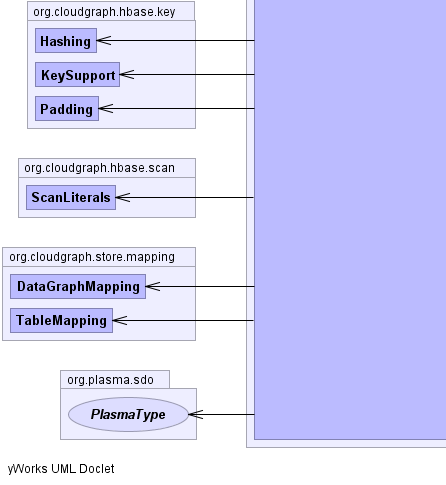 org.cloudgraph.hbase.key
Hashing
KeySupport
Padding
org.cloudgraph.hbase.scan
ScanLiterals
org.cloudgraph.store.mapping
DataGraphMapping
TableMapping
org.plasma.sdo
PlasmaType
yWorks UML Doclet